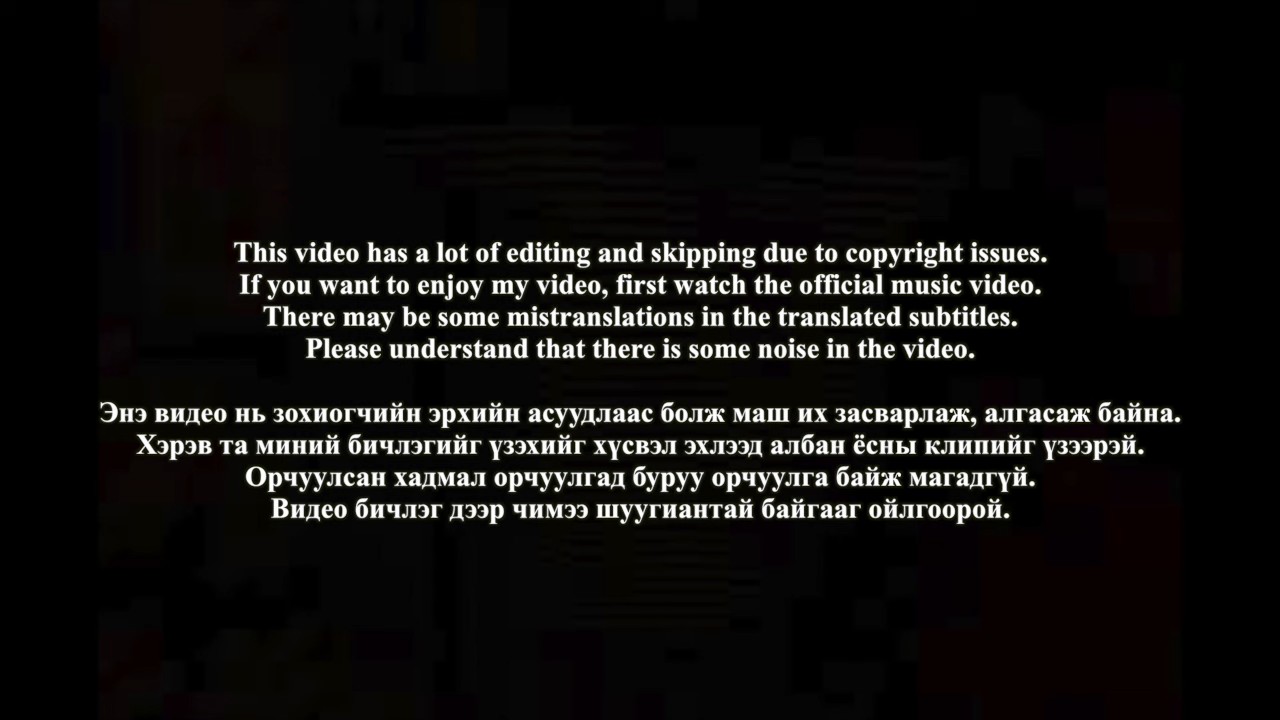 This video has a lot of editing and skipping due to copyright issues.
If you want to enjoy my video, first watch the official music video.
There may be some mistranslations in the translated subtitles.
Please understand that there is some noise in the video.
Энэ видео нь зохиогчийн эрхийн асуудлаас болж маш их засварлаж, алгасаж байна.
Хэрэв та миний бичлэгийг үзэхийг хүсвэл эхлээд албан ёсны клипийг үзээрэй.
Орчуулсан хадмал орчуулгад буруу орчуулга байж магадгүй.
Видео бичлэг дээр чимээ шуугиантай байгааг ойлгоорой.